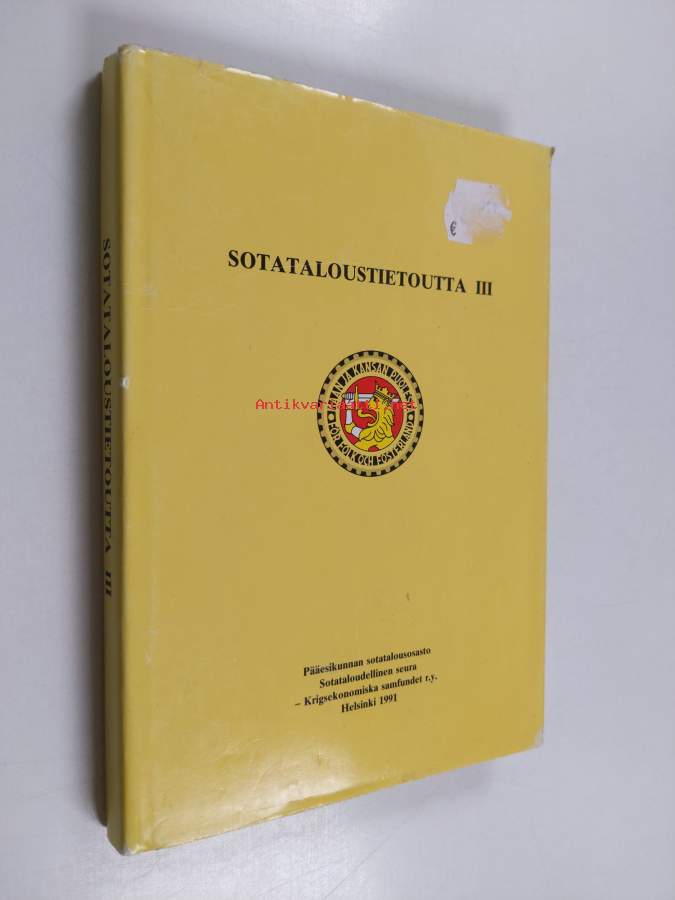 SOTATALOUSTIETOUTTA III
SOTATALOUSTIETOUTTA III
€
MAAN JA KANSAN PUOLESTA
FÖR FOLK OCH FOSTERLAND
Antikvariaatti.net
Pääesikunnan sotatalousosasto
Sotataloudellinen seura
– Krigsekonomiska samfundet r.y.
Helsinki 1991